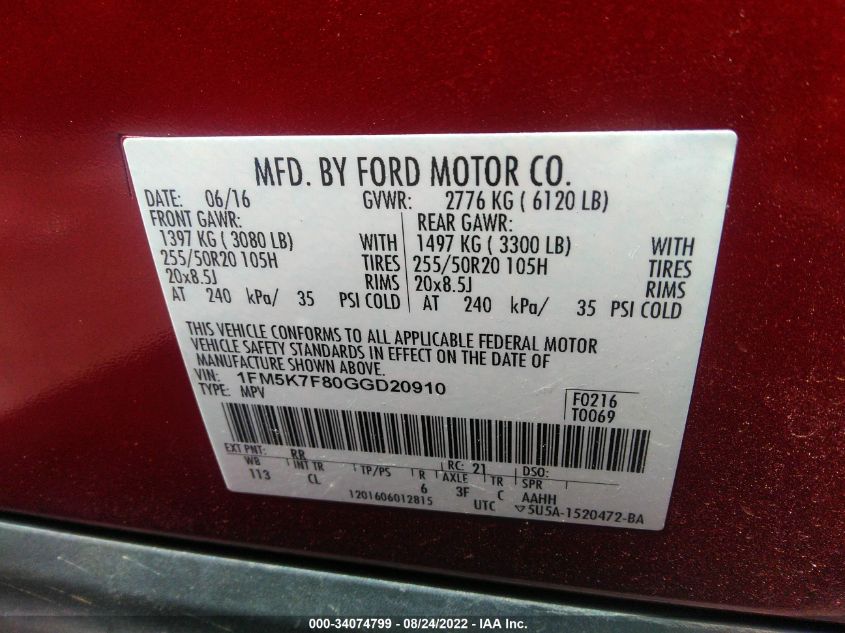 MFD. BY FORD MOTOR CO.
DATE: 06/16 GVWR: 2776 KG ( 6120 LB)
FRONT GAWR: REAR GAWR:
1397 KG ( 3080 LB) WITH 1497 KG ( 3300 LB) WITH
255/50R20 105H TIRES 255/50R20 105H TIRES
20x8.5J RIMS 20x8.5J RIMS
AT 240 kPa/ 35 PSI COLD AT 240 kPa/ 35 PSI COLD
THIS VEHICLE CONFORMS TO ALL APPLICABLE FEDERAL MOTOR
VEHICLE SAFETY STANDARDS IN EFFECT ON THE DATE OF
MANUFACTURE SHOWN ABOVE.
VIN: 1FM5K7F80GGD20910
TYPE: MPV
F0216
T0069
EXT PNT: RR RC: 21 DSO:
WB INT TR TP/PS R AXLE TR SPR
113 CL 6 3F C AAHH
1201606012815 UTC ▽5U5A-1520472-BA
000-34074799 - 08/24/2022 - IAA Inc.